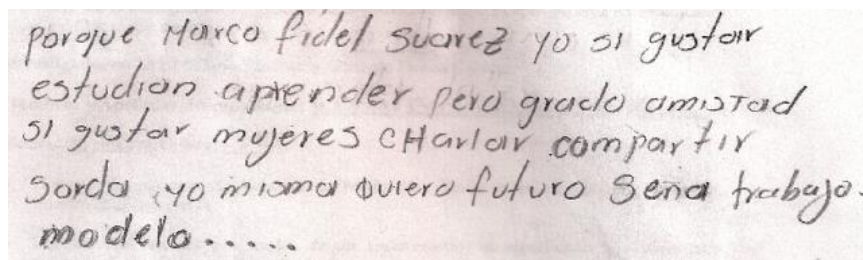 porque Marco fidel suarez yo si gustar
estudian aprender pero grado amistad
si gustar mujeres cHarlar compartir
Sorda, yo misma quiero futuro Sena trabajo.
modelo.....